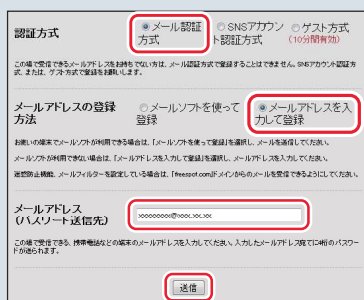 認証方式
メール認証方式
SNSアカウント認証方式
ゲスト方式
(10分間有効)
この場で受信できるメールアドレスをお持ちでない方は、メール認証方式で登録することはできません。SNSアカウント認証方
式、または、ゲスト方式で登録をお願いします。
メールアドレスの登録
方法
メールソフトを使って
登録
メールアドレスを入
力して登録
お使いの端末でメールソフトが利用できる場合は、「メールソフトを使って登録」を選択し、メールを送信してください。
メールソフトが利用できない場合は、「メールアドレスを入力して登録」を選択し、メールアドレスを入力してください。
迷惑防止機能、メールフィルターを設定している場合は、「freespot.com」ドメインからのメールを受信できるようにしてください。
メールアドレス
(パスワード送信先)
この場で受信できる、携帯電話などの端末のメールアドレスを入力してください。入力したメールアドレス宛てに4桁のパスワー
ドが送られます。
送信